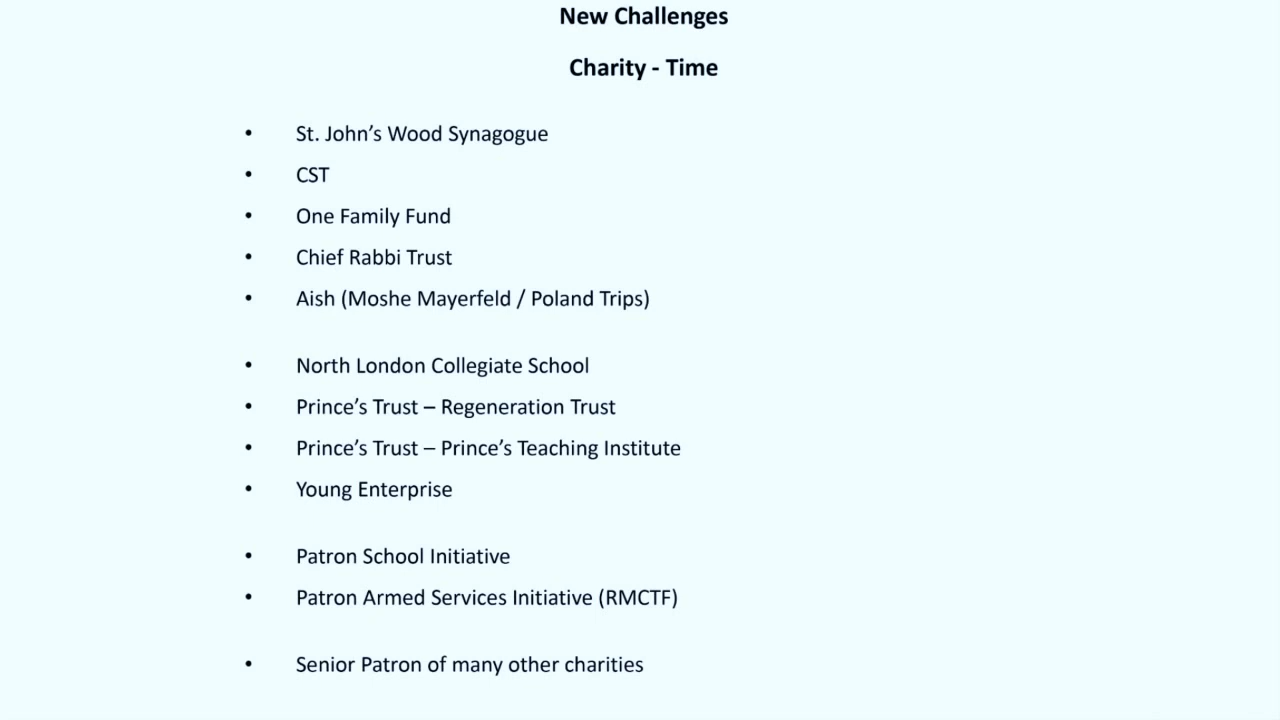 New Challenges
Charity - Time
• St. John’s Wood Synagogue
• CST
• One Family Fund
• Chief Rabbi Trust
• Aish (Moshe Mayerfeld / Poland Trips)
• North London Collegiate School
• Prince’s Trust – Regeneration Trust
• Prince’s Trust – Prince’s Teaching Institute
• Young Enterprise
• Patron School Initiative
• Patron Armed Services Initiative (RMCTF)
• Senior Patron of many other charities